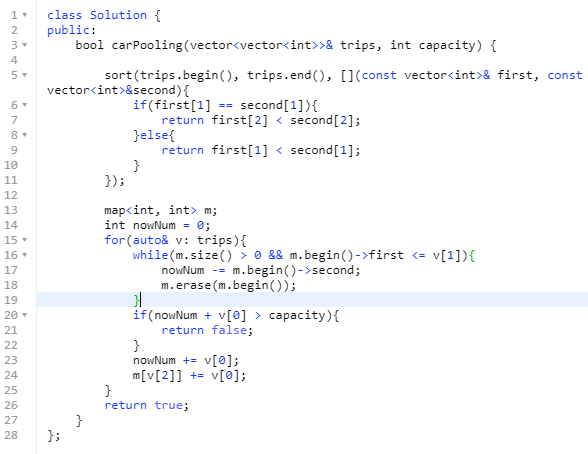 1 class Solution {
2 public:
3     bool carPooling(vector<vector<int>>& trips, int capacity) {
4
5         sort(trips.begin(), trips.end(), [](const vector<int>& first, const
vector<int>&second){
6             if(first[1] == second[1]){
7                 return first[2] < second[2];
8             }else{
9                 return first[1] < second[1];
10             }
11         });
12
13         map<int, int> m;
14         int nowNum = 0;
15         for(auto& v: trips){
16             while(m.size() > 0 && m.begin()->first <= v[1]){
17                 nowNum -= m.begin()->second;
18                 m.erase(m.begin());
19             }
20             if(nowNum + v[0] > capacity){
21                 return false;
22             }
23             nowNum += v[0];
24             m[v[2]] += v[0];
25         }
26         return true;
27     }
28 };